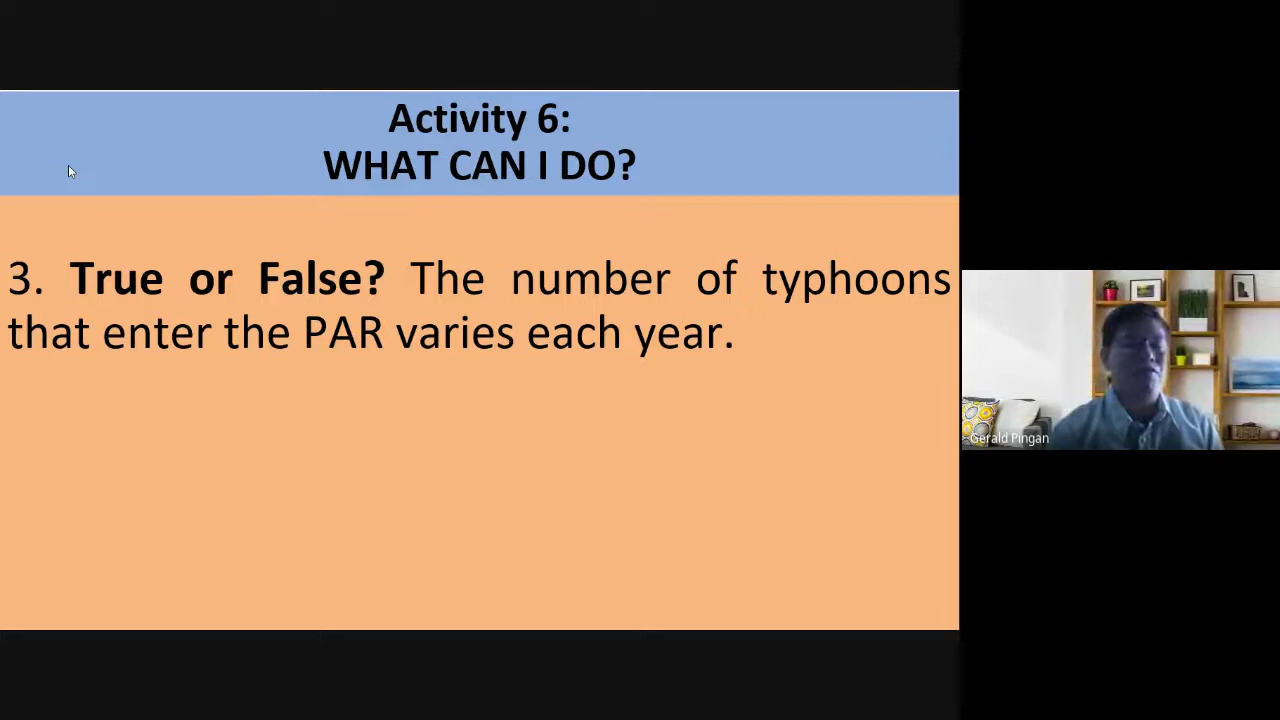 Activity 6:
WHAT CAN I DO?
3. True or False? The number of typhoons
that enter the PAR varies each year.
Gerald Pingan